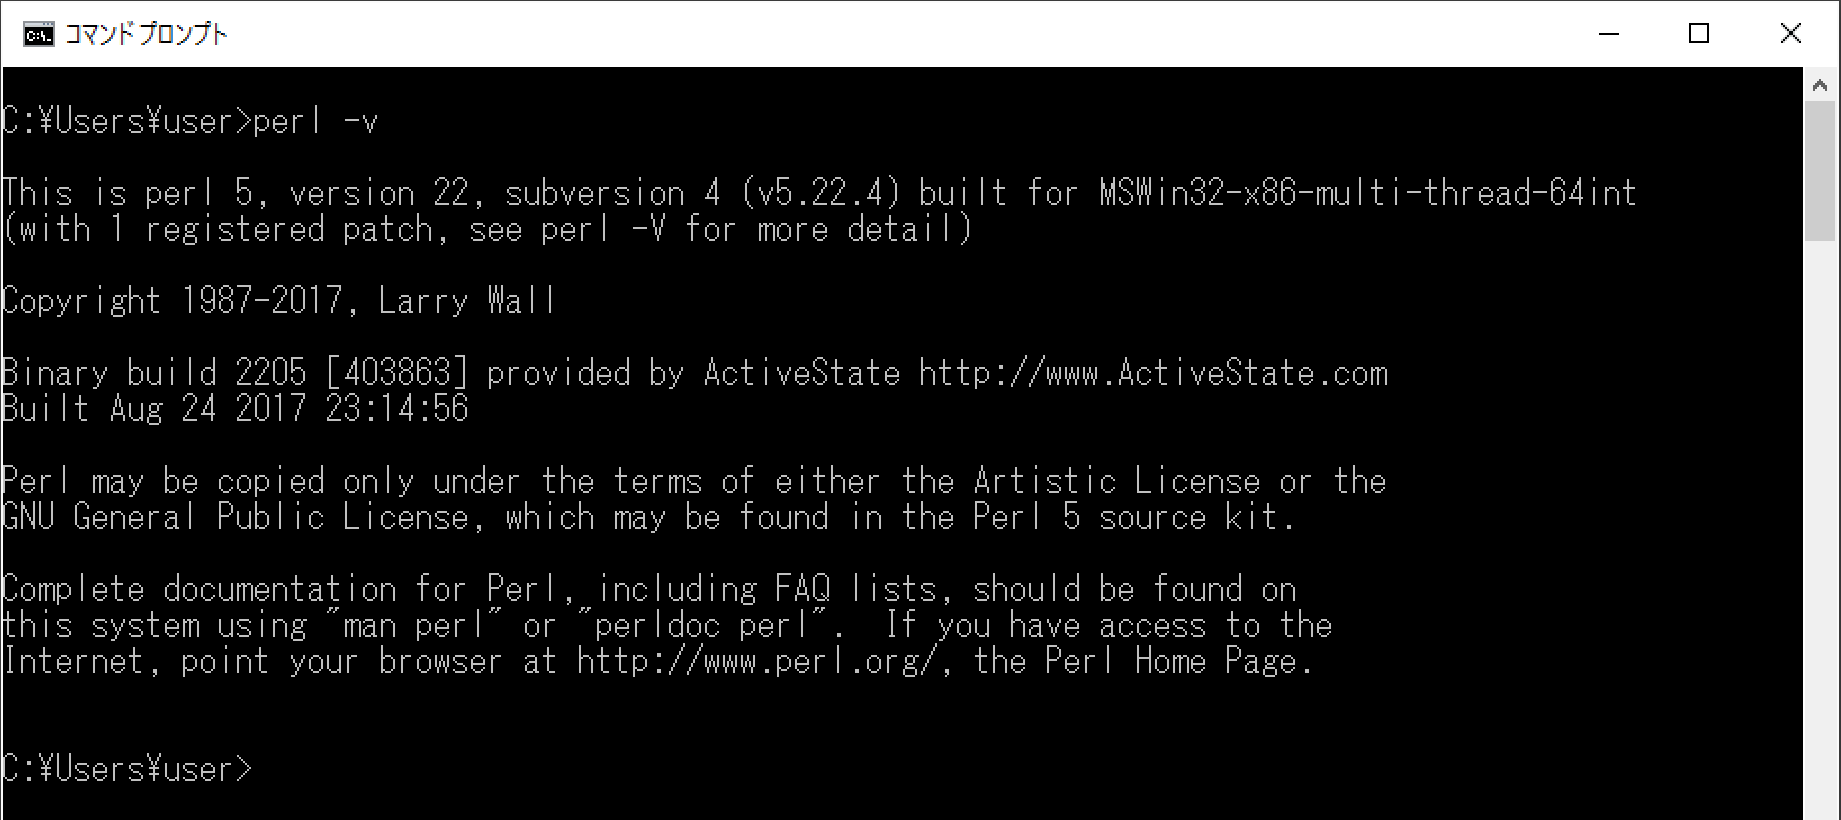 コマンド プロンプト
C:¥Users¥user>perl -v
This is perl 5, version 22, subversion 4 (v5.22.4) built for MSWin32-x86-multi-thread-64int
(with 1 registered patch, see perl -V for more detail)
Copyright 1987-2017, Larry Wall
Binary build 2205 [403863] provided by ActiveState http://www.ActiveState.com
Built Aug 24 2017 23:14:56
Perl may be copied only under the terms of either the Artistic License or the
GNU General Public License, which may be found in the Perl 5 source kit.
Complete documentation for Perl, including FAQ lists, should be found on
this system using "man perl" or "perldoc perl".  If you have access to the
Internet, point your browser at http://www.perl.org/, the Perl Home Page.
C:¥Users¥user>